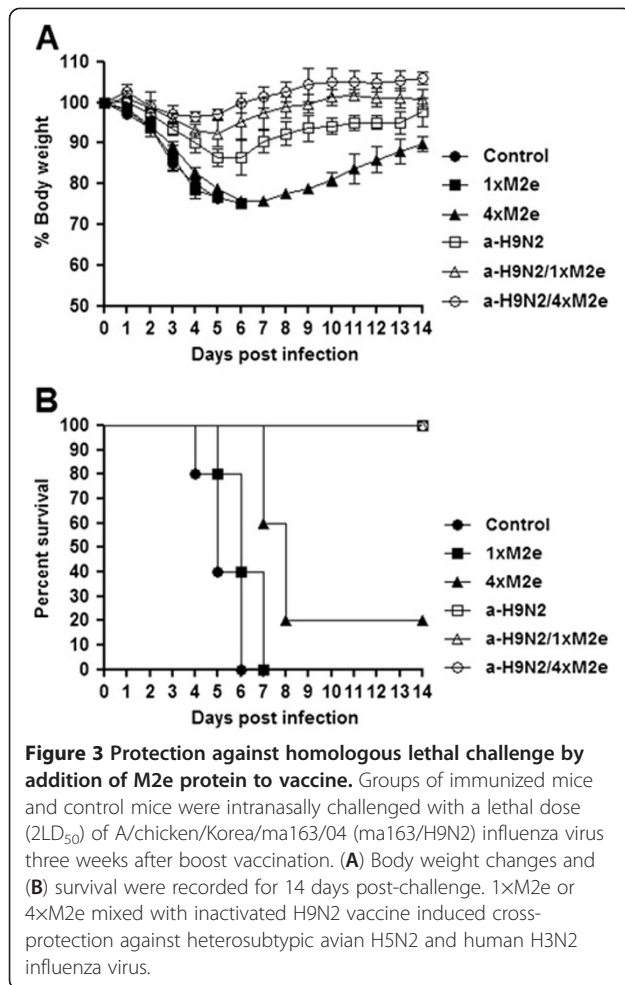 A
110
100
90
80
70
60
50
% Body weight
0 1 2 3 4 5 6 7 8 9 10 11 12 13 14
Days post infection
Control
1xM2e
4xM2e
a-H9N2
a-H9N2/1xM2e
a-H9N2/4xM2e
B
100
90
80
70
60
50
40
30
20
10
0
Percent survival
0 1 2 3 4 5 6 7 8 9 10 11 12 13 14
Days post infection
Control
1xM2e
4xM2e
a-H9N2
a-H9N2/1xM2e
a-H9N2/4xM2e
Figure 3 Protection against homologous lethal challenge by
addition of M2e protein to vaccine. Groups of immunized mice
and control mice were intranasally challenged with a lethal dose
(2LD₅₀) of A/chicken/Korea/ma163/04 (ma163/H9N2) influenza virus
three weeks after boost vaccination. (A) Body weight changes and
(B) survival were recorded for 14 days post-challenge. 1×M2e or
4×M2e mixed with inactivated H9N2 vaccine induced cross-
protection against heterosubtypic avian H5N2 and human H3N2
influenza virus.